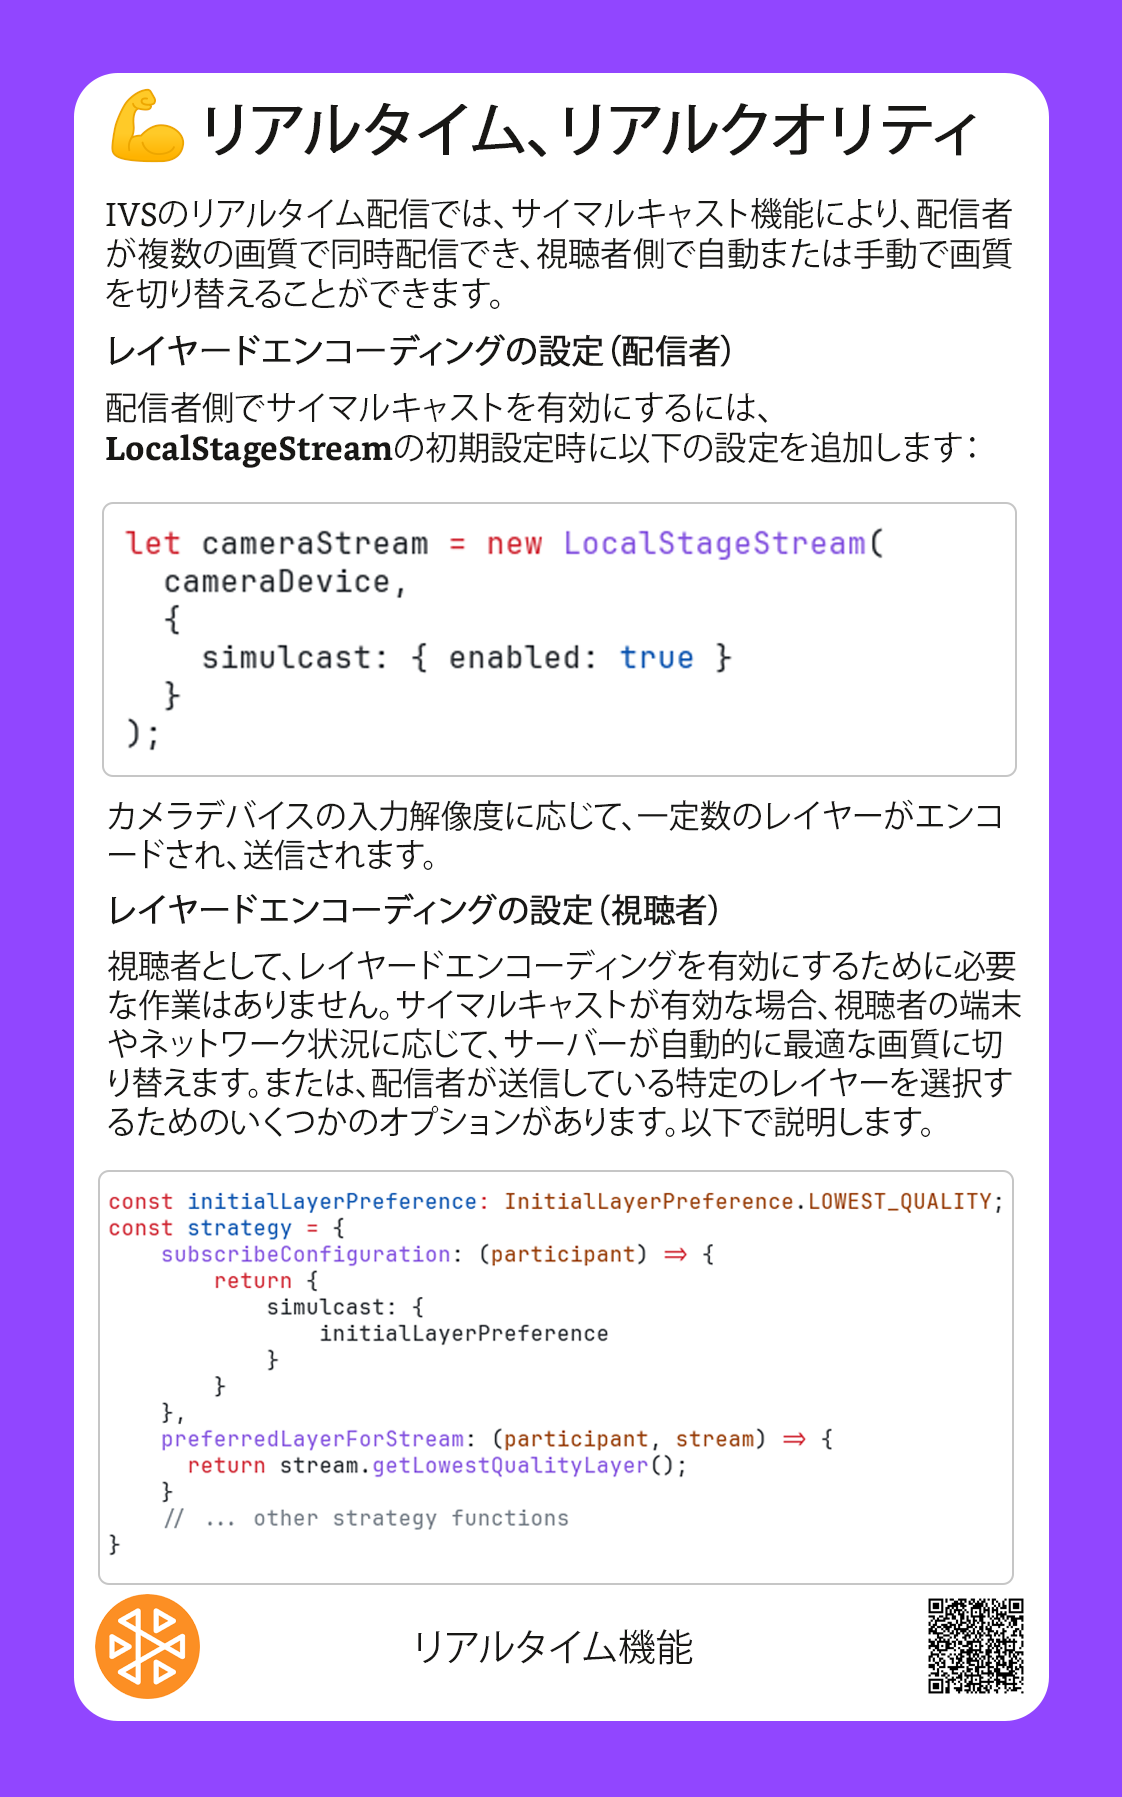 💪 リアルタイム、リアルクオリティ
IVSのリアルタイム配信では、サイマルキャスト機能により、配信者
が複数の画質で同時配信でき、視聴者側で自動または手動で画質
を切り替えることができます。
レイヤードエンコーディングの設定（配信者）
配信者側でサイマルキャストを有効にするには、
LocalStageStreamの初期設定時に以下の設定を追加します：
let cameraStream = new LocalStageStream(
  cameraDevice,
  {
    simulcast: { enabled: true }
  }
);
カメラデバイスの入力解像度に応じて、一定数のレイヤーがエンコ
ードされ、送信されます。
レイヤードエンコーディングの設定（視聴者）
視聴者として、レイヤードエンコーディングを有効にするために必要
な作業はありません。サイマルキャストが有効な場合、視聴者の端末
やネットワーク状況に応じて、サーバーが自動的に最適な画質に切
り替えます。または、配信者が送信している特定のレイヤーを選択す
るためのいくつかのオプションがあります。以下で説明します。
const initialLayerPreference: InitialLayerPreference.LOWEST_QUALITY;
const strategy = {
    subscribeConfiguration: (participant) => {
        return {
            simulcast: {
                initialLayerPreference
            }
        }
    },
    preferredLayerForStream: (participant, stream) => {
      return stream.getLowestQualityLayer();
    }
    // ... other strategy functions
}
リアルタイム機能